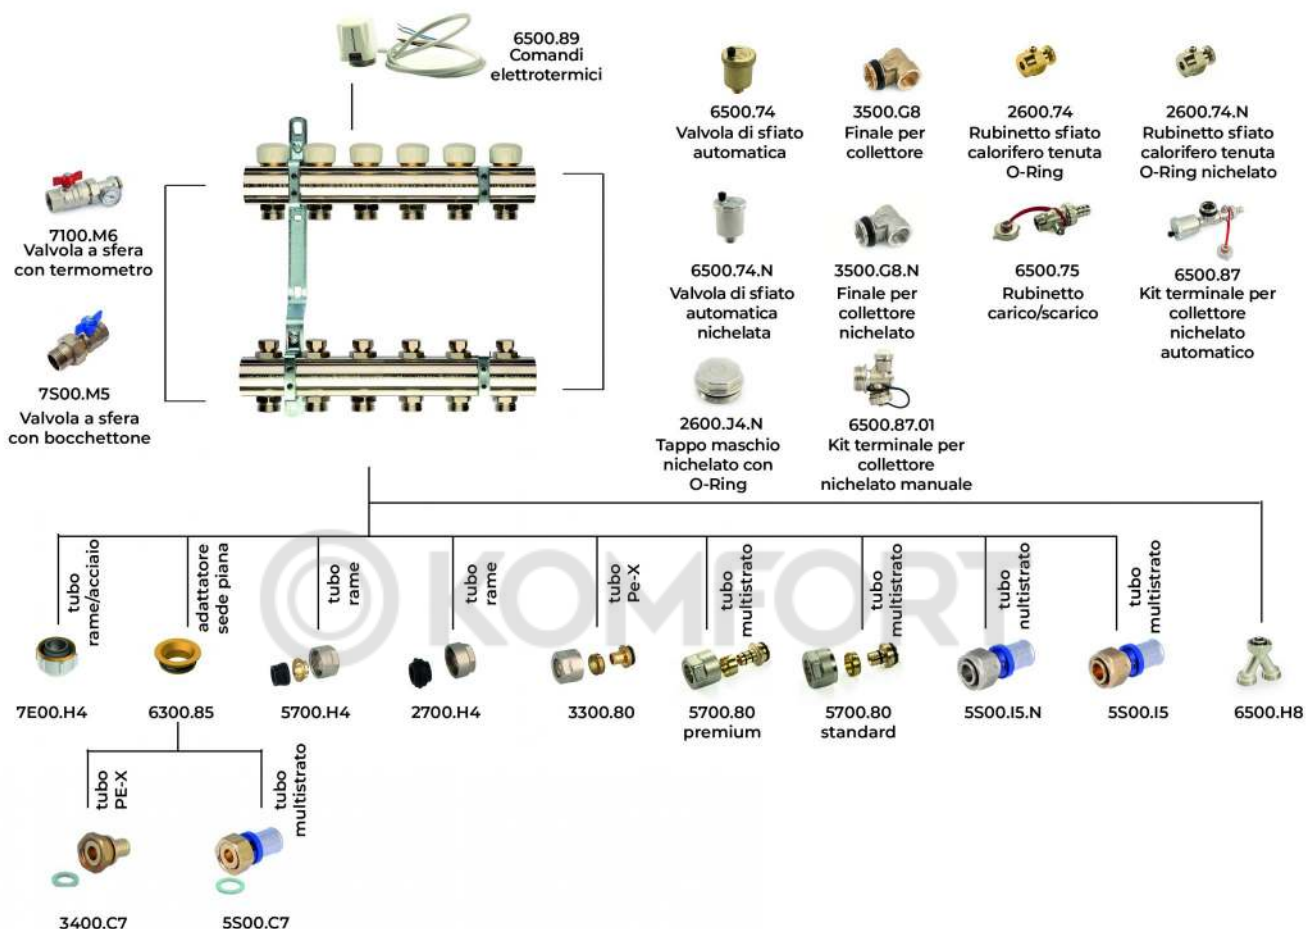 6500.89
Comandi
elettrotermici
7100.M6
Valvola a sfera
con termometro
7S00.M5
Valvola a sfera
con bocchettone
6500.74
Valvola di sfiato
automatica
3500.G8
Finale per
collettore
2600.74
Rubinetto sfiato
calorifero tenuta
O-Ring
2600.74.N
Rubinetto sfiato
calorifero tenuta
O-Ring nichelato
6500.74.N
Valvola di sfiato
automatica
nichelata
3500.G8.N
Finale per
collettore
nichelato
6500.75
Rubinetto
carico/scarico
6500.87
Kit terminale per
collettore
nichelato
automatico
2600.J4.N
Tappo maschio
nichelato con
O-Ring
6500.87.01
Kit terminale per
collettore
nichelato manuale
© KOMFORT
tubo
rame/acciaio
7E00.H4
adattatore
sede piana
6300.85
tubo
rame
5700.H4
tubo
rame
2700.H4
tubo
Pe-X
3300.80
tubo
multistrato
5700.80
premium
tubo
multistrato
5700.80
standard
tubo
nultistrato
5S00.I5.N
tubo
multistrato
5S00.I5
6500.H8
tubo
PE-X
3400.C7
tubo
multistrato
5S00.C7